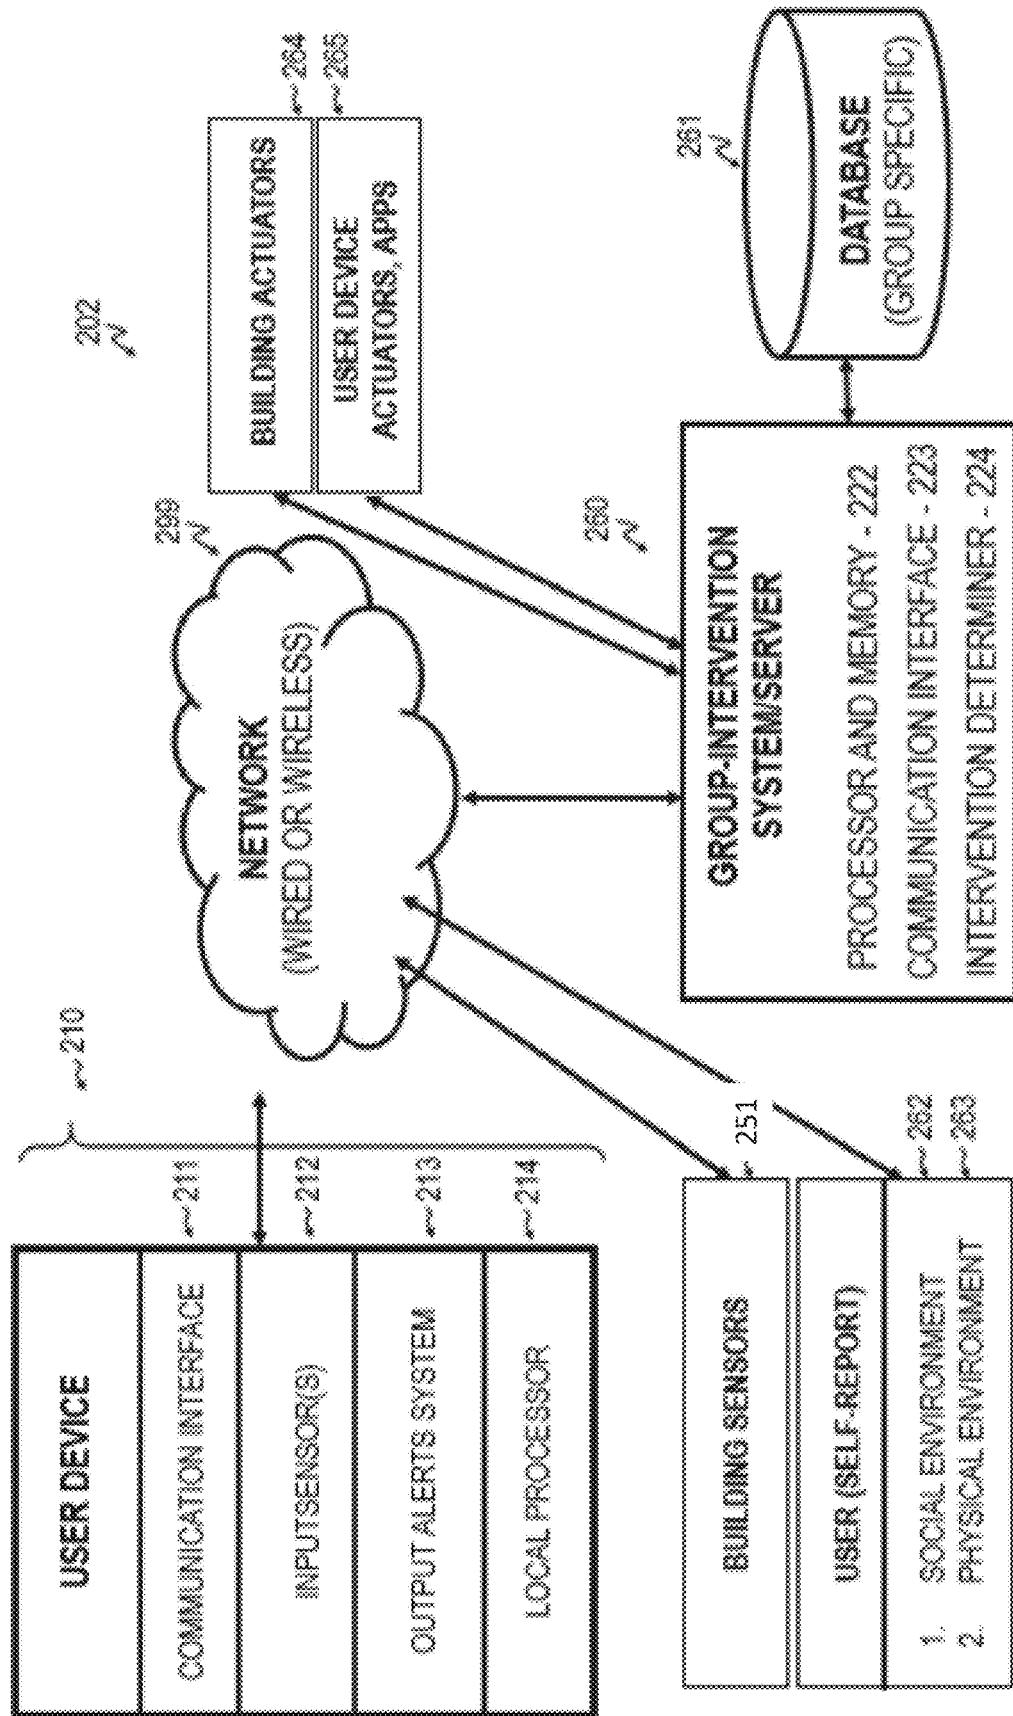 202
USER DEVICE
COMMUNICATION INTERFACE
211
INPUTSENSOR(S)
212
OUTPUT ALERTS SYSTEM
213
LOCAL PROCESSOR
214
210
NETWORK
(WIRED OR WIRELESS)
299
BUILDING ACTUATORS
264
USER DEVICE
ACTUATORS, APPS
265
BUILDING SENSORS
251
USER (SELF-REPORT)
1. SOCIAL ENVIRONMENT
262
2. PHYSICAL ENVIRONMENT
263
260
GROUP-INTERVENTION
SYSTEM/SERVER
PROCESSOR AND MEMORY - 222
COMMUNICATION INTERFACE - 223
INTERVENTION DETERMINER - 224
261
DATABASE
(GROUP SPECIFIC)